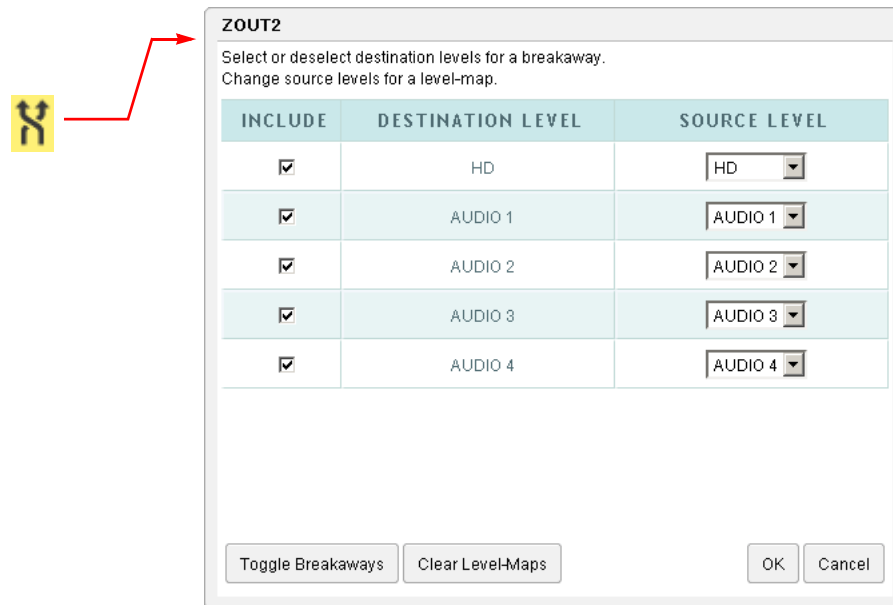 ZOUT2
Select or deselect destination levels for a breakaway.
Change source levels for a level-map.
INCLUDE DESTINATION LEVEL SOURCE LEVEL
HD HD
AUDIO 1 AUDIO 1
AUDIO 2 AUDIO 2
AUDIO 3 AUDIO 3
AUDIO 4 AUDIO 4
Toggle Breakaways Clear Level-Maps OK Cancel